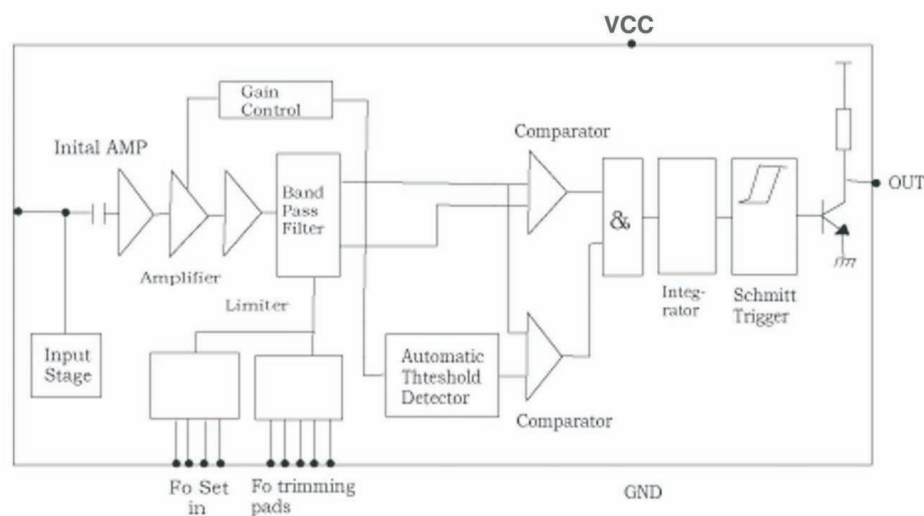 VCC
Gain
Control
Inital AMP
Comparator
Band
Pass
Filter
OUT
&
Amplifier
Limiter
Integ-
rator
Schmitt
Trigger
Input
Stage
Automatic
Thteshold
Detector
Comparator
Fo Set
in
Fo trimming
pads
GND